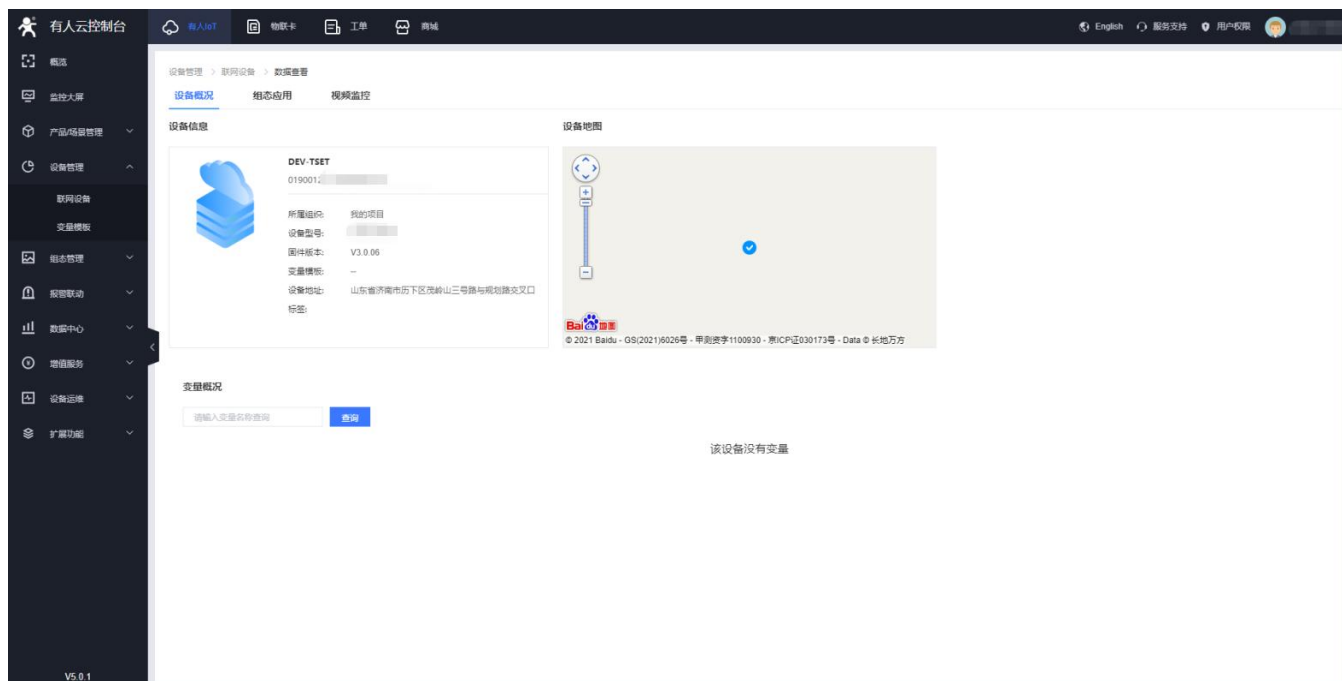 有人云控制台
有人IoT 物联卡 工单 商城 English 服务支持 用户权限
概览
监控大屏
产品/场景管理
设备管理
联网设备
变量模板
组态管理
报警联动
数据中心
增值服务
设备运维
扩展功能
V5.0.1
设备管理 > 联网设备 > 数据查看
设备概况 组态应用 视频监控
设备信息
DEV-TSET
019001
所属组织: 我的项目
设备型号:
固件版本: V3.0.06
变量模板: --
设备地址: 山东省济南市历下区茂岭山三号路与规划路交叉口
标签:
设备地图
Bai 地图
© 2021 Baidu - GS(2021)6026号 - 甲测资字1100930 - 京ICP证030173号 - Data © 长地万方
变量概况
请输入变量名称查询 查询
该设备没有变量